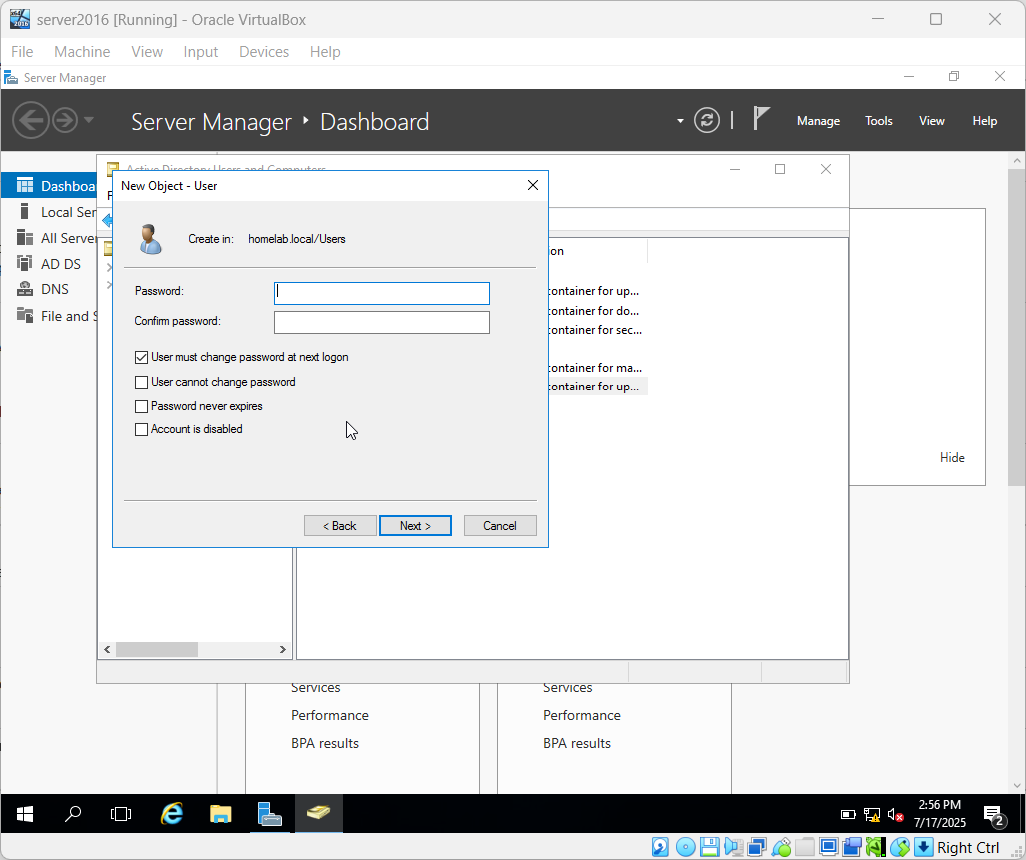 server2016 [Running] - Oracle VirtualBox
File Machine View Input Devices Help
Server Manager
Server Manager ‣ Dashboard
Manage Tools View Help
Active Directory Users and Computers
Dashboa
Local Ser
All Server
AD DS
DNS
File and S
New Object - User
Create in: homelab.local/Users
Password:
Confirm password:
User must change password at next logon
User cannot change password
Password never expires
Account is disabled
< Back Next > Cancel
on
container for up...
container for do...
container for sec...
container for ma...
container for up...
Hide
Services Services
Performance Performance
BPA results BPA results
2:56 PM
7/17/2025
2
Right Ctrl